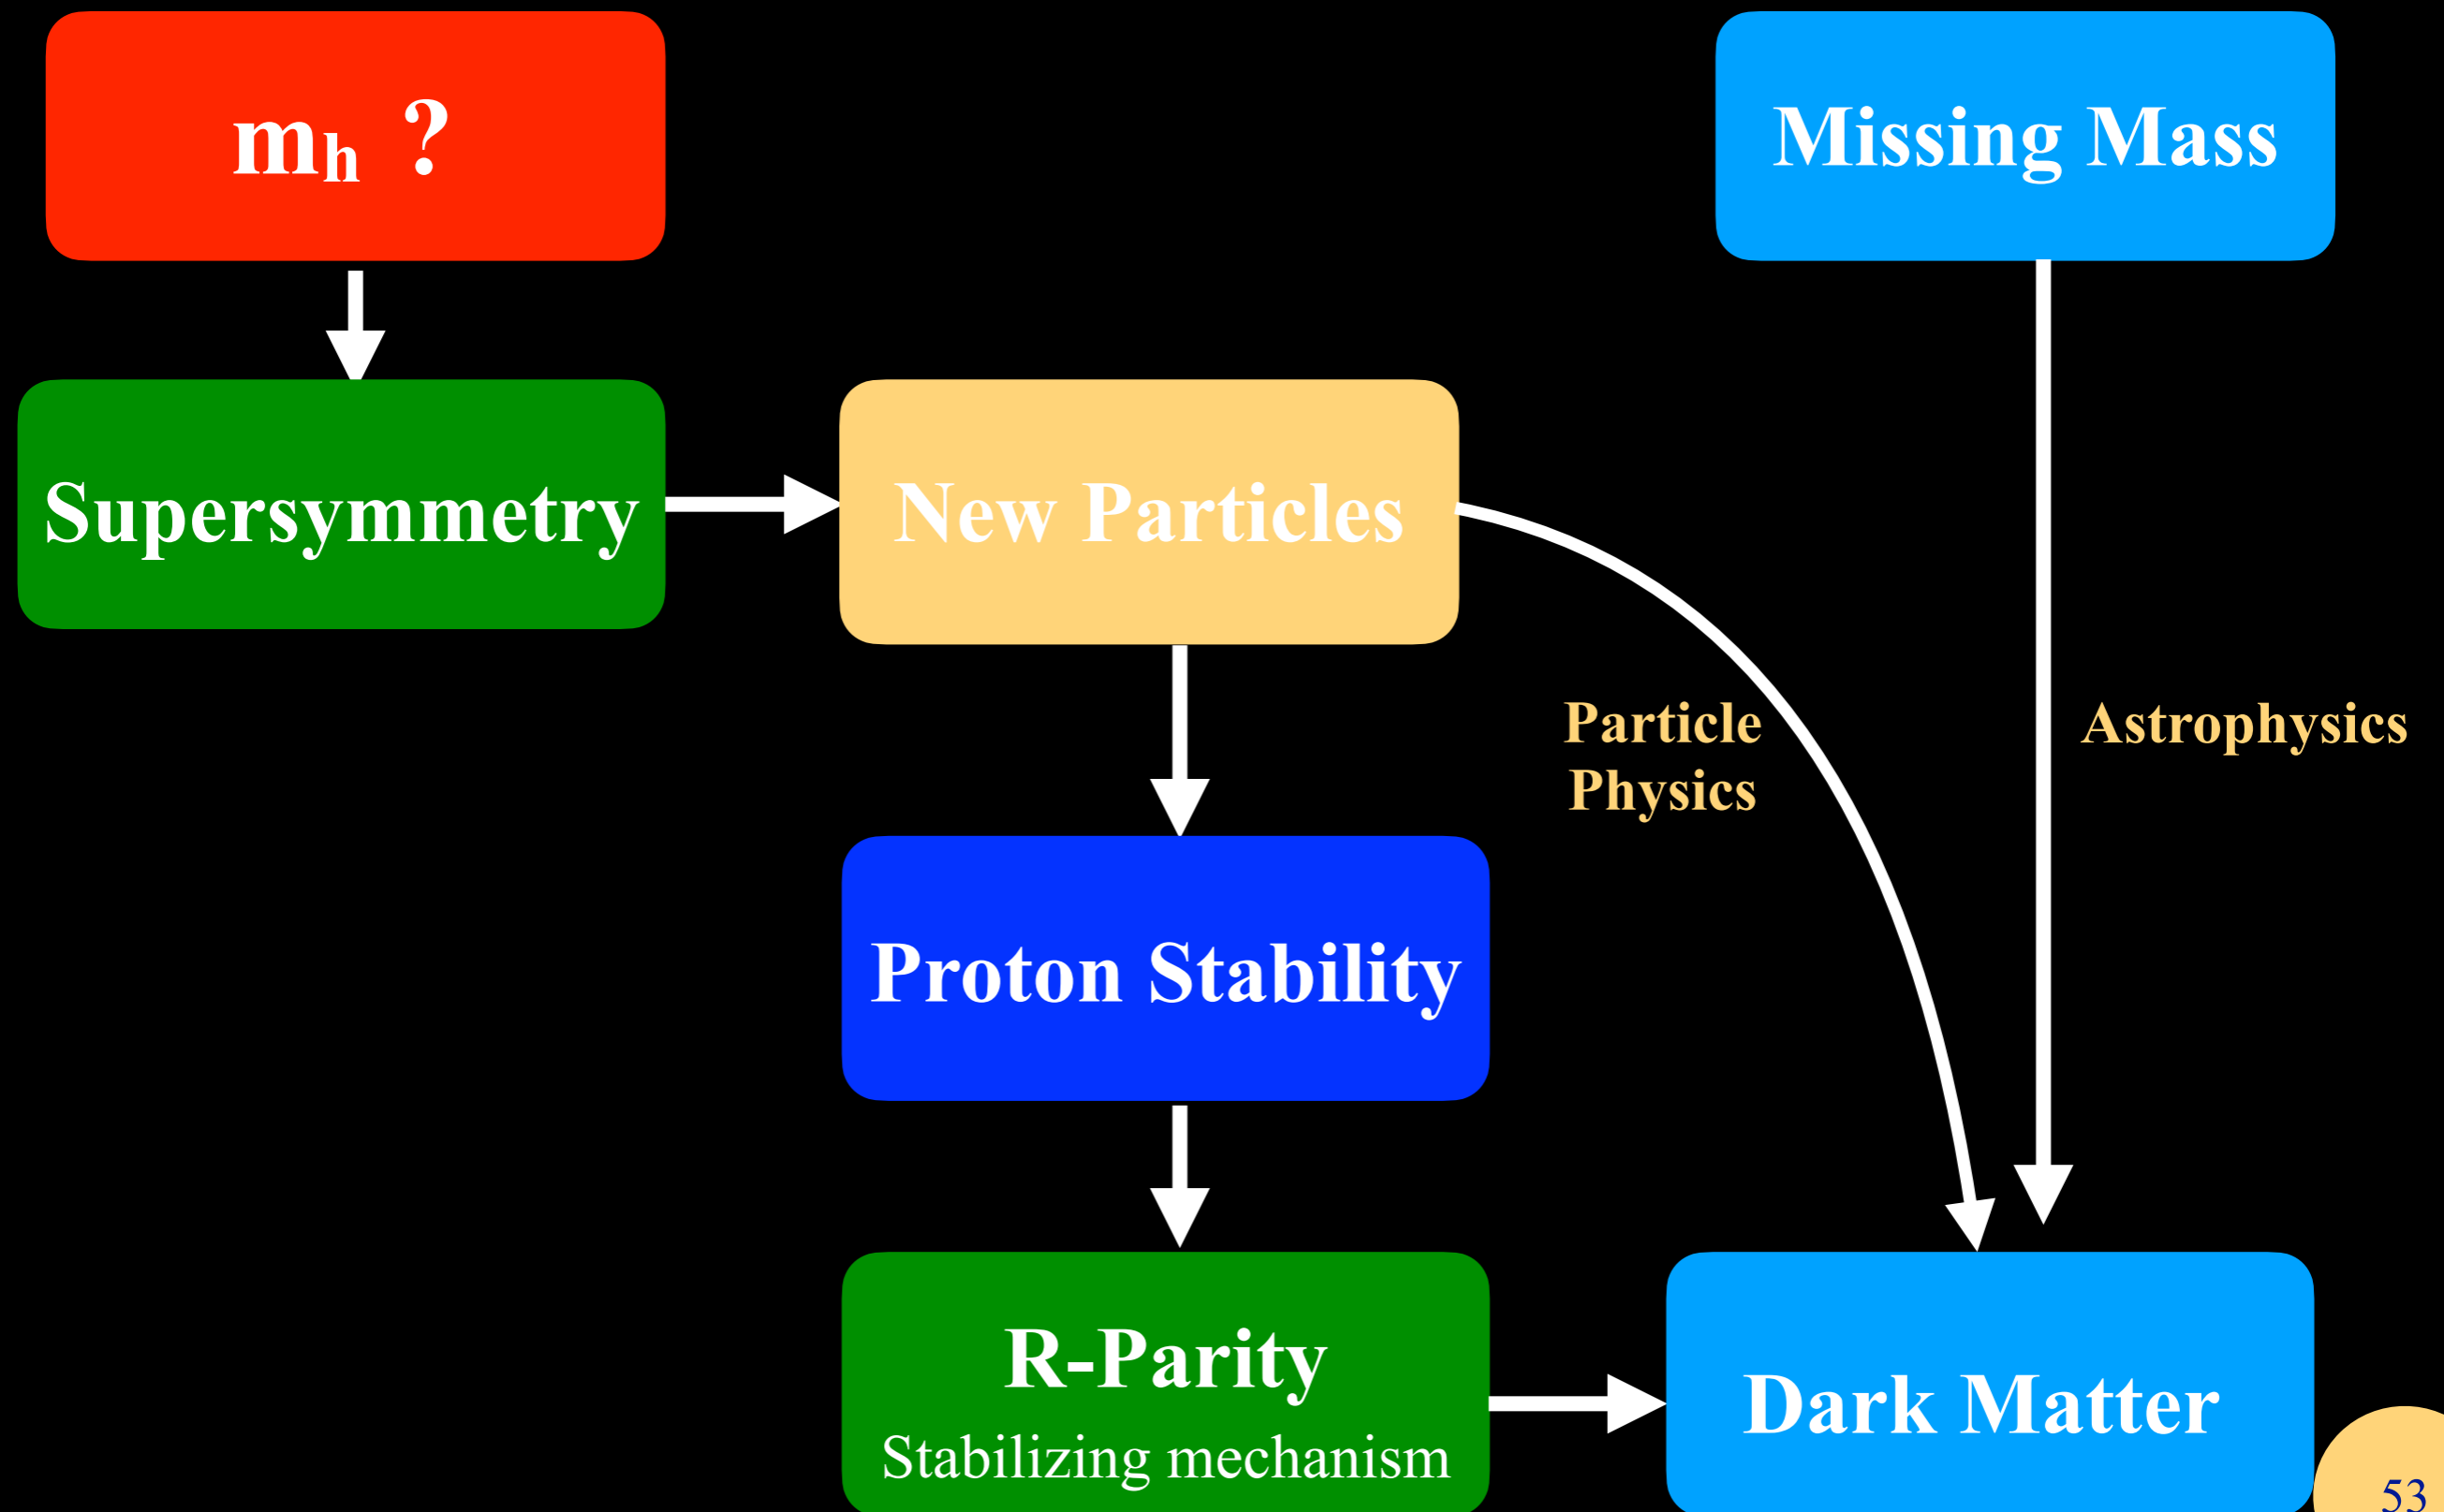 mh ?
Missing Mass
Supersymmetry
New Particles
Particle
Physics
Astrophysics
Proton Stability
R-Parity
Stabilizing mechanism
Dark Matter
53